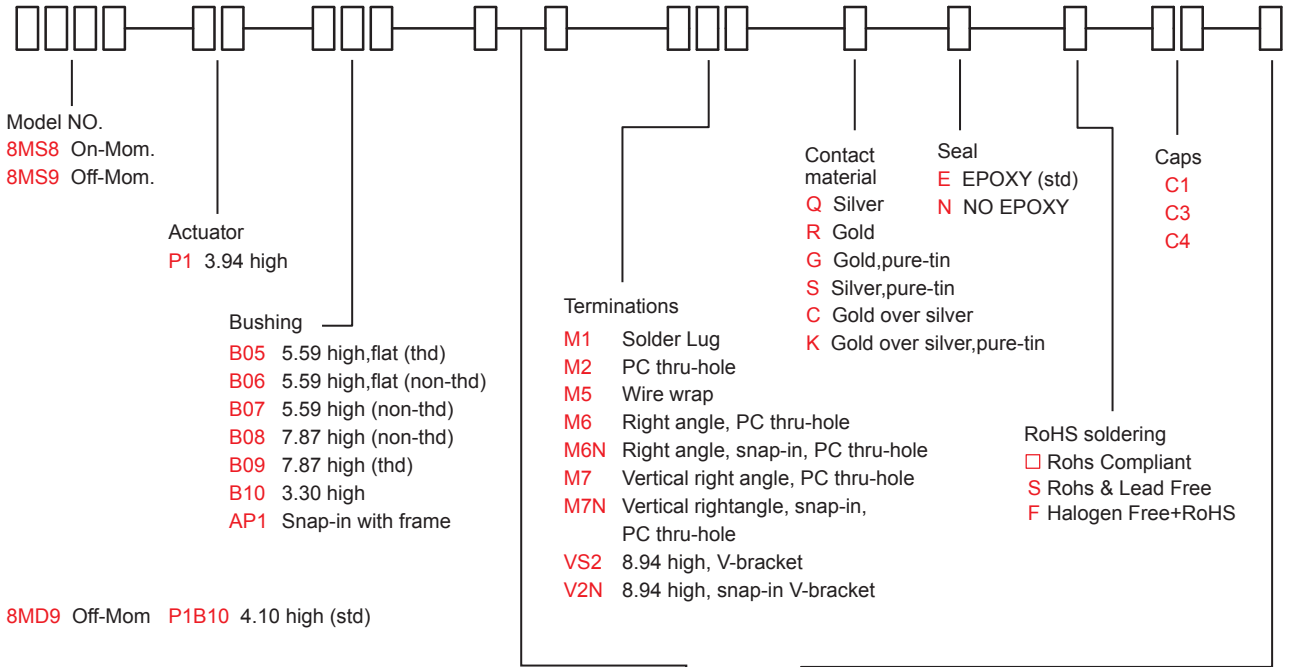 Model NO.
8MS8 On-Mom.
8MS9 Off-Mom.
Actuator
P1 3.94 high
Bushing
B05 5.59 high,flat (thd)
B06 5.59 high,flat (non-thd)
B07 5.59 high (non-thd)
B08 7.87 high (non-thd)
B09 7.87 high (thd)
B10 3.30 high
AP1 Snap-in with frame
Terminations
M1 Solder Lug
M2 PC thru-hole
M5 Wire wrap
M6 Right angle, PC thru-hole
M6N Right angle, snap-in, PC thru-hole
M7 Vertical right angle, PC thru-hole
M7N Vertical rightangle, snap-in,
PC thru-hole
VS2 8.94 high, V-bracket
V2N 8.94 high, snap-in V-bracket
Contact
material
Q Silver
R Gold
G Gold,pure-tin
S Silver,pure-tin
C Gold over silver
K Gold over silver,pure-tin
Seal
E EPOXY (std)
N NO EPOXY
RoHS soldering
□ Rohs Compliant
S Rohs & Lead Free
F Halogen Free+RoHS
Caps
C1
C3
C4
8MD9 Off-Mom P1B10 4.10 high (std)